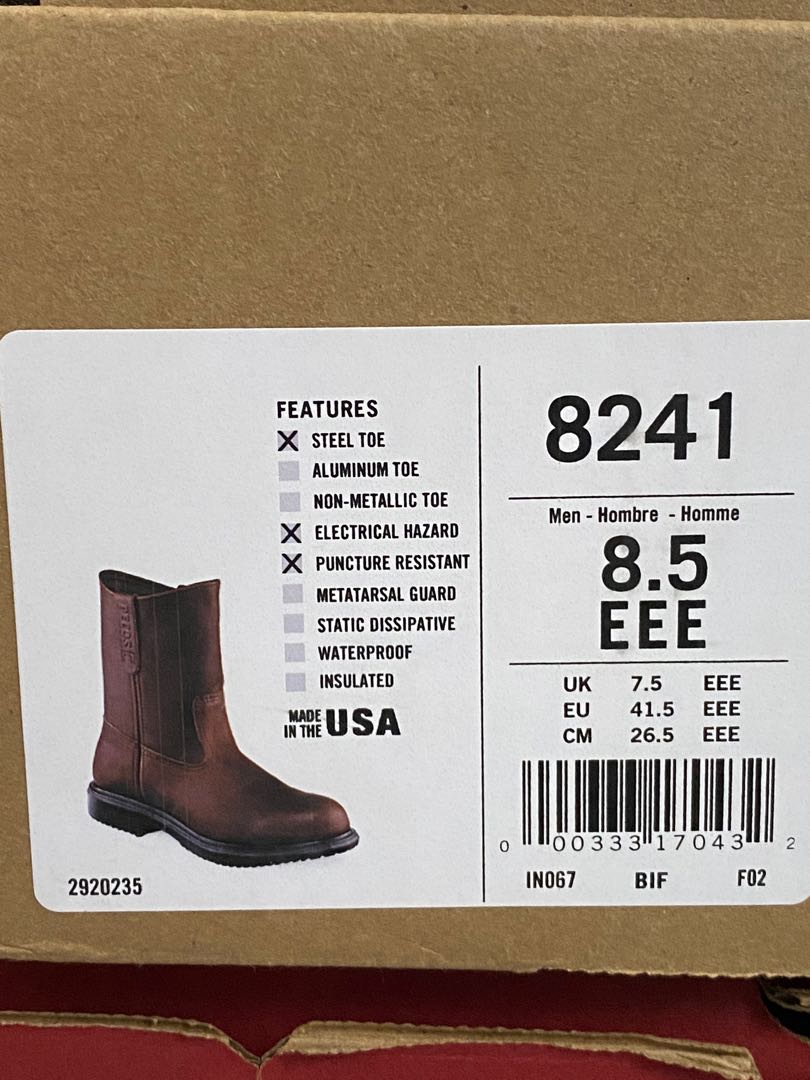 FEATURES
STEEL TOE
ALUMINUM TOE
NON-METALLIC TOE
ELECTRICAL HAZARD
PUNCTURE RESISTANT
METATARSAL GUARD
STATIC DISSIPATIVE
WATERPROOF
INSULATED
MADE IN THE USA
2920235
8241
Men - Hombre - Homme
8.5
EEE
UK 7.5 EEE
EU 41.5 EEE
CM 26.5 EEE
0 00333 17043 2
IN067 BIF F02